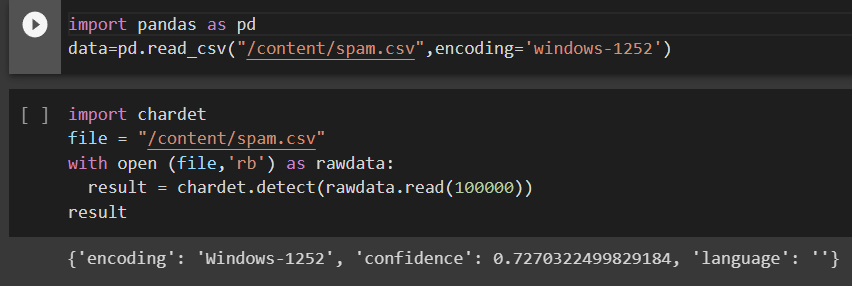 import pandas as pd
data=pd.read_csv("/content/spam.csv",encoding='windows-1252')
[ ] import chardet
file = "/content/spam.csv"
with open (file,'rb') as rawdata:
  result = chardet.detect(rawdata.read(100000))
result
{'encoding': 'Windows-1252', 'confidence': 0.7270322499829184, 'language': ''}